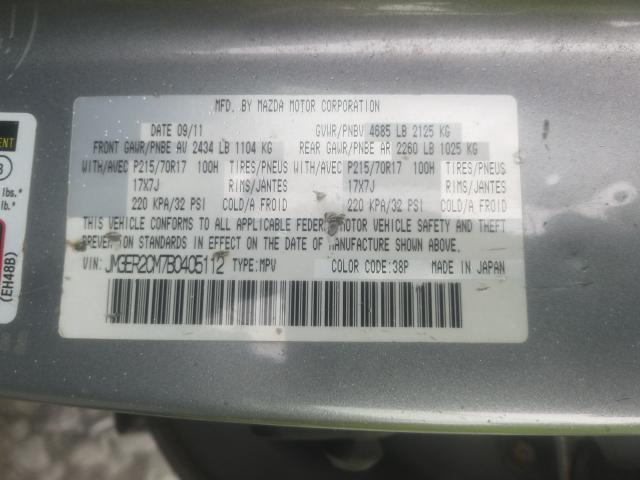 MFD. BY MAZDA MOTOR CORPORATION
DATE 09/11 GVWR/PNBV 4685 LB 2125 KG
FRONT GAWR/PNBE AV 2434 LB 1104 KG REAR GAWR/PNBE AR 2260 LB 1025 KG
WITH/AVEC P215/70R17 100H TIRES/PNEUS WITH/AVEC P215/70R17 100H TIRES/PNEUS
17X7J RIMS/JANTES 17X7J RIMS/JANTES
220 KPA/32 PSI COLD/A FROID 220 KPA/32 PSI COLD/A FROID
THIS VEHICLE CONFORMS TO ALL APPLICABLE FEDERAL MOTOR VEHICLE SAFETY AND THEFT
PREVENTION STANDARDS IN EFFECT ON THE DATE OF MANUFACTURE SHOWN ABOVE.
VIN: JM3ER2CM7B0405112 TYPE:MPV COLOR CODE:38P MADE IN JAPAN
lbs.*
lb.*
(EH48B)